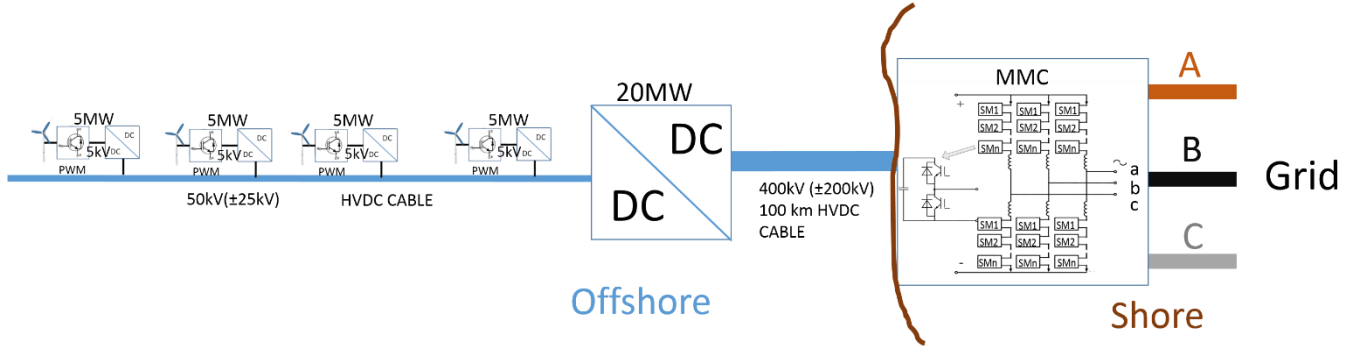 5MW
5kV
DC
DC
PWM
5MW
5kV
DC
DC
PWM
5MW
5kV
DC
DC
PWM
5MW
5kV
DC
DC
PWM
50kV(±25kV)
HVDC CABLE
20MW
DC
DC
400kV (±200kV)
100 km HVDC
CABLE
Offshore
MMC
+
SM1 SM1 SM1
SM2 SM2 SM2
SMn SMn SMn
~
a
b
c
SM1 SM1 SM1
SM2 SM2 SM2
SMn SMn SMn
-
A
B
C
Grid
Shore